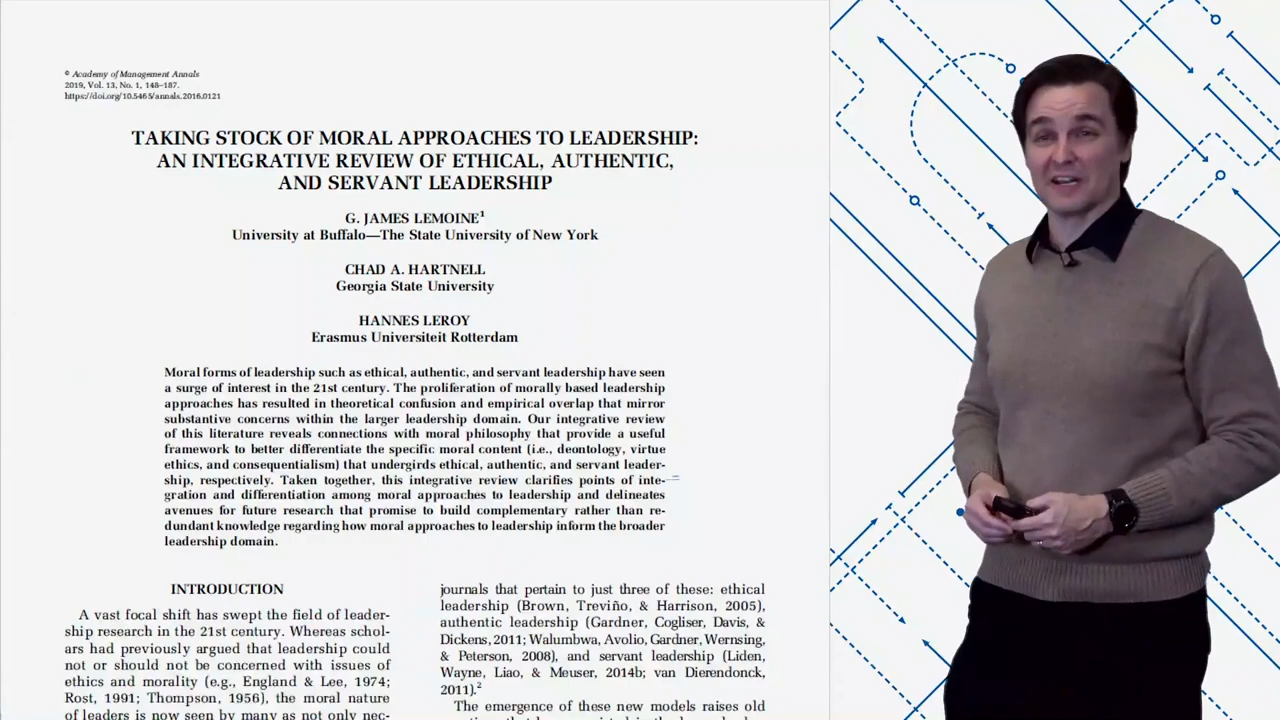 © Academy of Management Annals
2019, Vol. 13, No. 1, 148–187.
https://doi.org/10.5465/annals.2016.0121
TAKING STOCK OF MORAL APPROACHES TO LEADERSHIP:
AN INTEGRATIVE REVIEW OF ETHICAL, AUTHENTIC,
AND SERVANT LEADERSHIP
G. JAMES LEMOINE¹
University at Buffalo—The State University of New York
CHAD A. HARTNELL
Georgia State University
HANNES LEROY
Erasmus Universiteit Rotterdam
Moral forms of leadership such as ethical, authentic, and servant leadership have seen
a surge of interest in the 21st century. The proliferation of morally based leadership
approaches has resulted in theoretical confusion and empirical overlap that mirror
substantive concerns within the larger leadership domain. Our integrative review
of this literature reveals connections with moral philosophy that provide a useful
framework to better differentiate the specific moral content (i.e., deontology, virtue
ethics, and consequentialism) that undergirds ethical, authentic, and servant leader-
ship, respectively. Taken together, this integrative review clarifies points of inte-
gration and differentiation among moral approaches to leadership and delineates
avenues for future research that promise to build complementary rather than re-
dundant knowledge regarding how moral approaches to leadership inform the broader
leadership domain.
INTRODUCTION
A vast focal shift has swept the field of leader-
ship research in the 21st century. Whereas schol-
ars had previously argued that leadership could
not or should not be concerned with issues of
ethics and morality (e.g., England & Lee, 1974;
Rost, 1991; Thompson, 1956), the moral nature
of leaders is now seen by many as not only nec-
journals that pertain to just three of these: ethical
leadership (Brown, Treviño, & Harrison, 2005),
authentic leadership (Gardner, Cogliser, Davis, &
Dickens, 2011; Walumbwa, Avolio, Gardner, Wernsing,
& Peterson, 2008), and servant leadership (Liden,
Wayne, Liao, & Meuser, 2014b; van Dierendonck,
2011).²
The emergence of these new models raises old